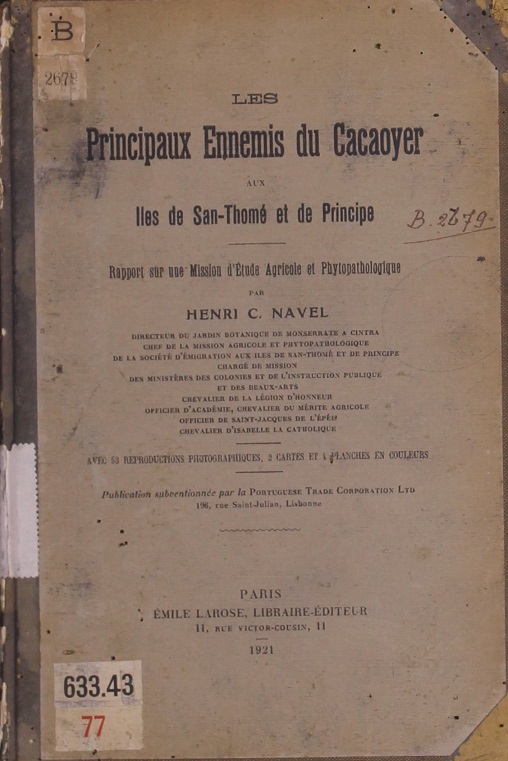 B
2679
LES
Principaux Ennemis du Cacaoyer
AUX
Iles de San-Thomé et de Principe
B. 2679.
Rapport sur une Mission d'Étude Agricole et Phytopathologique
PAR
HENRI C. NAVEL
DIRECTEUR DU JARDIN BOTANIQUE DE MONSERRATE A CINTRA
CHEF DE LA MISSION AGRICOLE ET PHYTOPATHOLOGIQUE
DE LA SOCIÉTÉ D'ÉMIGRATION AUX ILES DE SAN-THOMÉ ET DE PRINCIPE
CHARGÉ DE MISSION
DES MINISTÈRES DES COLONIES ET DE L'INSTRUCTION PUBLIQUE
ET DES BEAUX-ARTS
CHEVALIER DE LA LÉGION D'HONNEUR
OFFICIER D'ACADÉMIE, CHEVALIER DU MÉRITE AGRICOLE
OFFICIER DE SAINT-JACQUES DE L'ÉPÉE
CHEVALIER D'ISABELLE LA CATHOLIQUE
AVEC 53 REPRODUCTIONS PHOTOGRAPHIQUES, 2 CARTES ET 4 PLANCHES EN COULEURS
Publication subventionnée par la PORTUGUESE TRADE CORPORATION LTD
196, rue Saint-Julian, Lisbonne
PARIS
ÉMILE LAROSE, LIBRAIRE-ÉDITEUR
11, RUE VICTOR-COUSIN, 11
1921
633.43
77